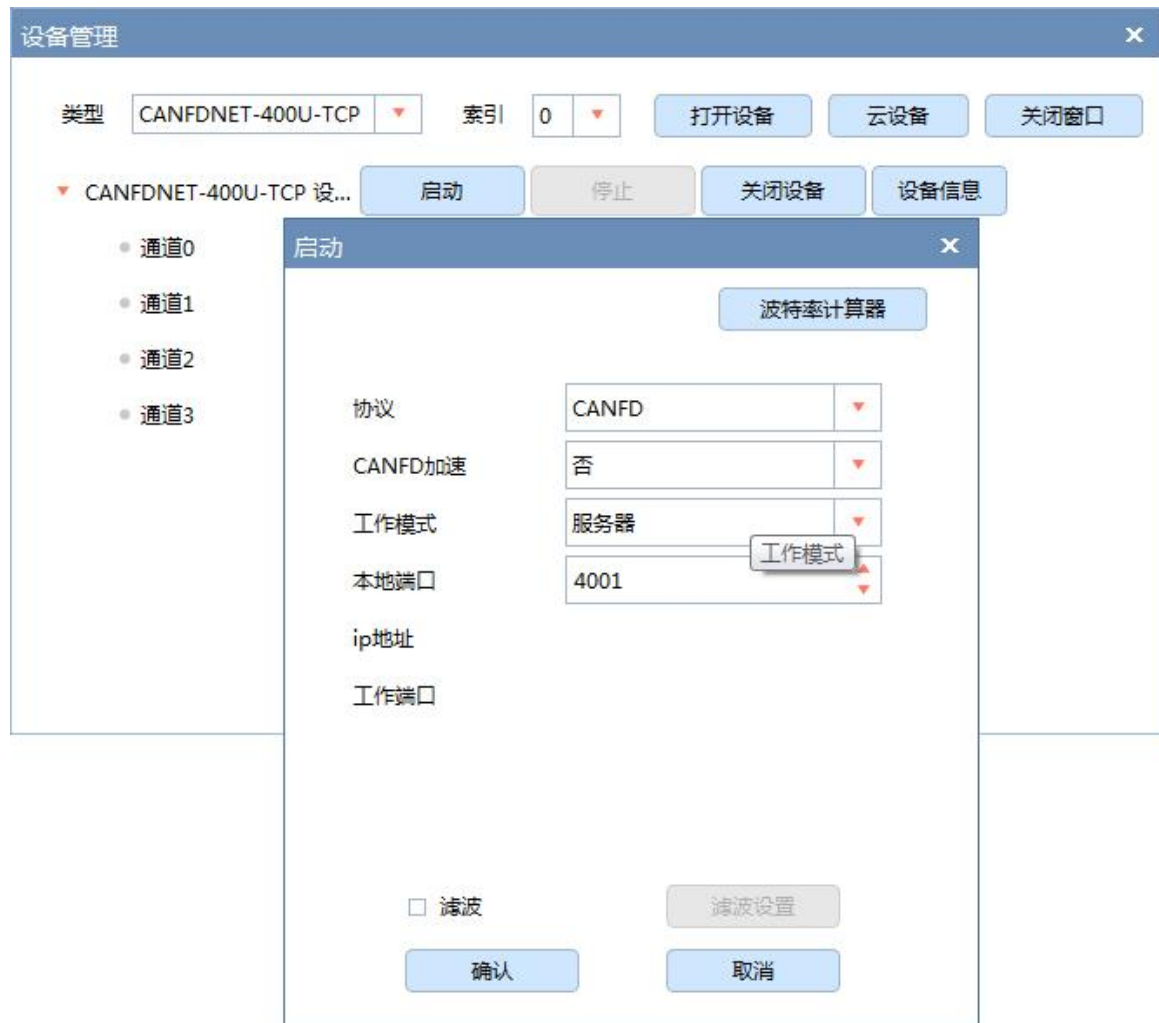 设备管理
类型 CANFDNET-400U-TCP 索引 0 打开设备 云设备 关闭窗口
CANFDNET-400U-TCP 设... 启动 停止 关闭设备 设备信息
通道0
通道1
通道2
通道3
启动
波特率计算器
协议 CANFD
CANFD加速 否
工作模式 服务器
工作模式
本地端口 4001
ip地址
工作端口
滤波 滤波设置
确认 取消